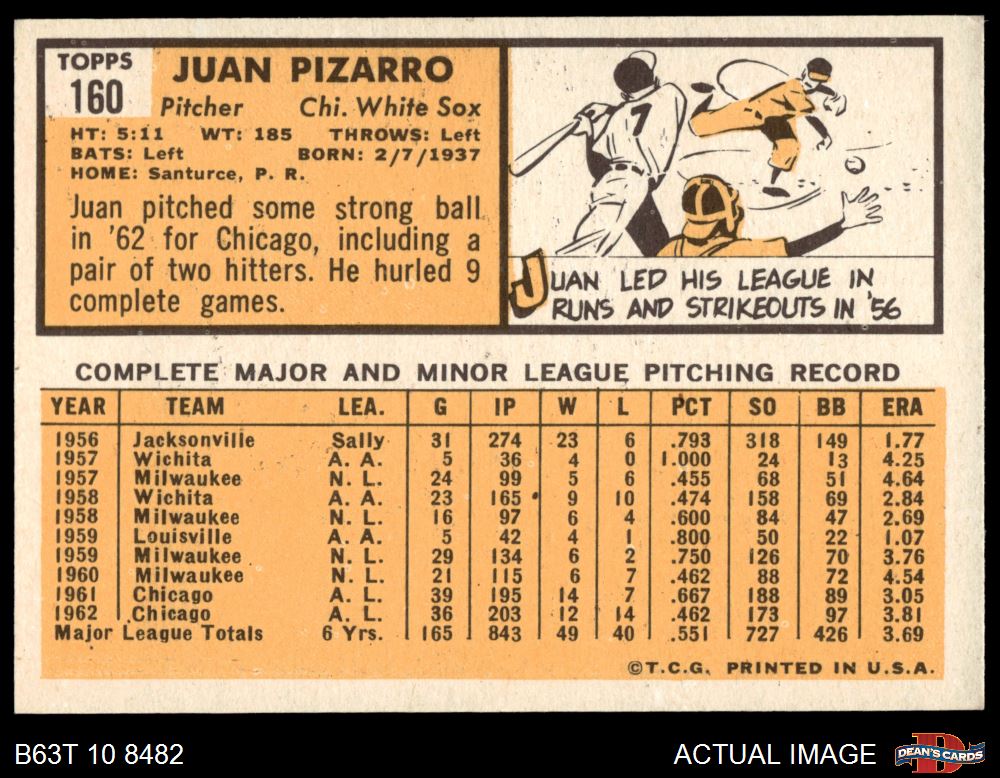 TOPPS
160
JUAN PIZARRO
Pitcher Chi. White Sox
HT: 5:11 WT: 185 THROWS: Left
BATS: Left BORN: 2/7/1937
HOME: Santurce, P. R.
Juan pitched some strong ball
in '62 for Chicago, including a
pair of two hitters. He hurled 9
complete games.
7
JUAN LED HIS LEAGUE IN
RUNS AND STRIKEOUTS IN '56
COMPLETE MAJOR AND MINOR LEAGUE PITCHING RECORD
YEAR TEAM LEA. G IP W L PCT SO BB ERA
1956 Jacksonville Sally 31 274 23 6 .793 318 149 1.77
1957 Wichita A. A. 5 36 4 0 1.000 24 13 4.25
1957 Milwaukee N. L. 24 99 5 6 .455 68 51 4.64
1958 Wichita A. A. 23 165 9 10 .474 158 69 2.84
1958 Milwaukee N. L. 16 97 6 4 .600 84 47 2.69
1959 Louisville A. A. 5 42 4 1 .800 50 22 1.07
1959 Milwaukee N. L. 29 134 6 2 .750 126 70 3.76
1960 Milwaukee N. L. 21 115 6 7 .462 88 72 4.54
1961 Chicago A. L. 39 195 14 7 .667 188 89 3.05
1962 Chicago A. L. 36 203 12 14 .462 173 97 3.81
Major League Totals 6 Yrs. 165 843 49 40 .551 727 426 3.69
©T.C.G. PRINTED IN U.S.A.
B63T 10 8482 ACTUAL IMAGE DEAN'S CARDS